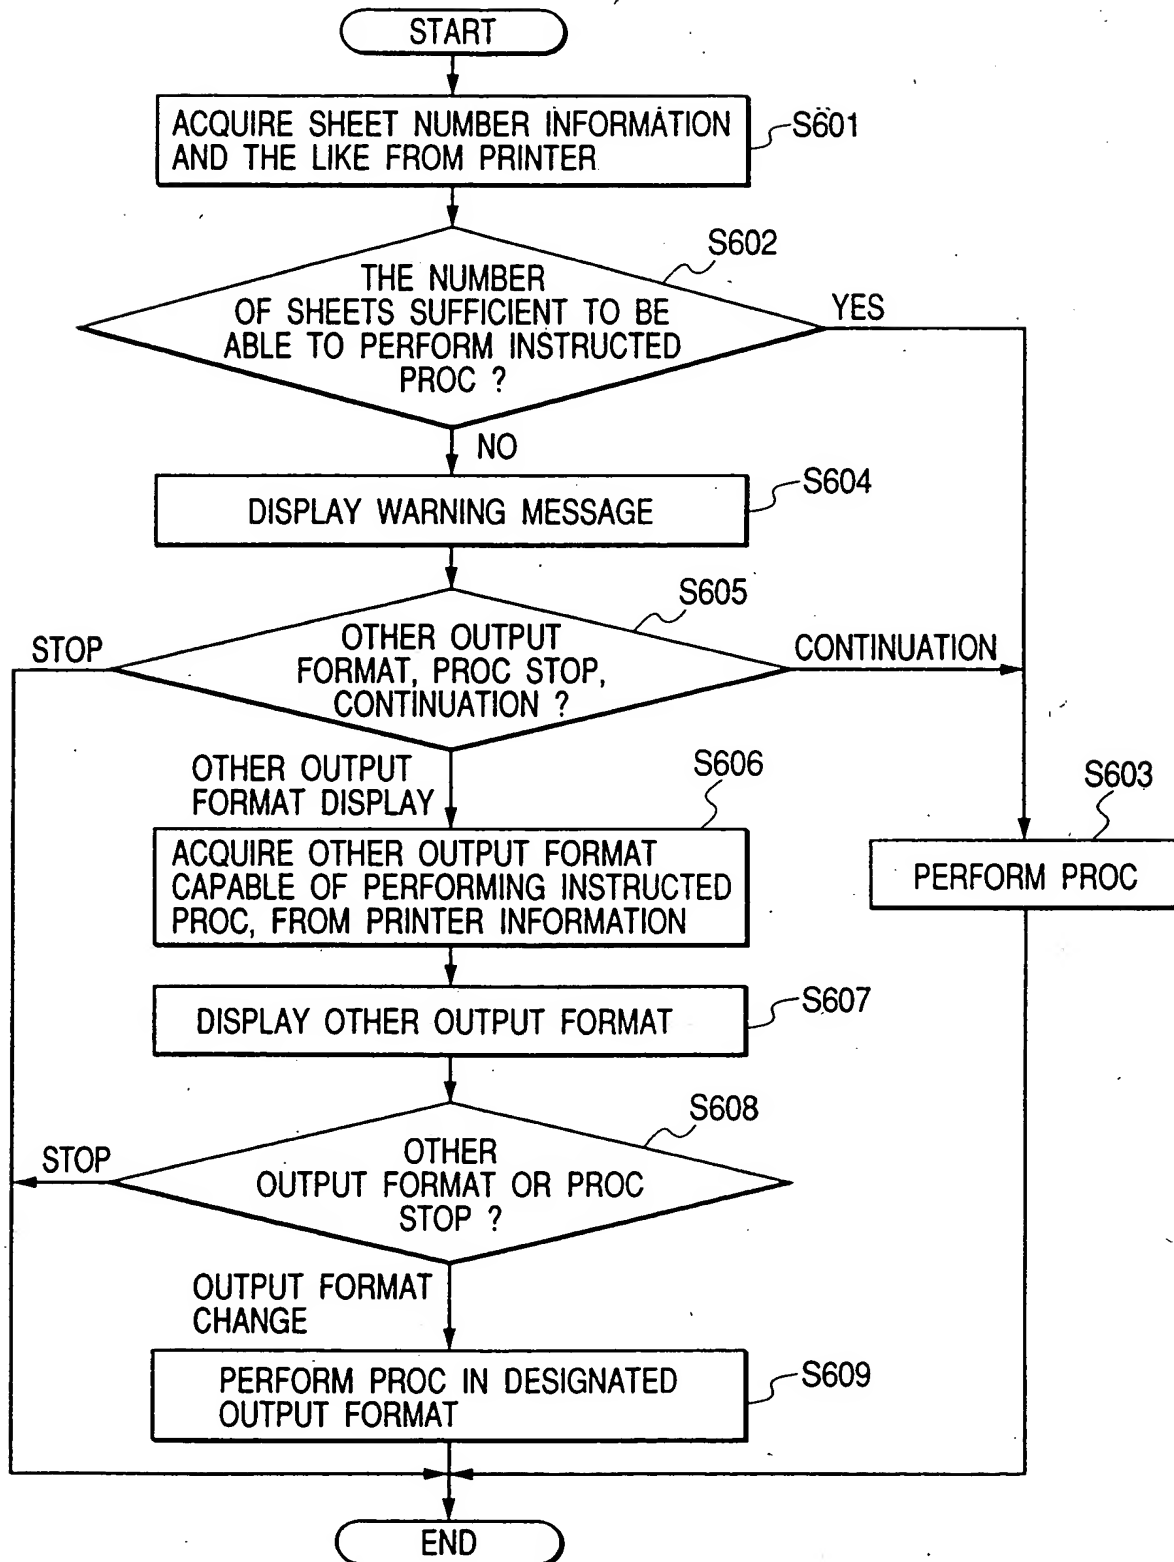 START
ACQUIRE SHEET NUMBER INFORMATION
AND THE LIKE FROM PRINTER
S601
S602
THE NUMBER
OF SHEETS SUFFICIENT TO BE
ABLE TO PERFORM INSTRUCTED
PROC ?
YES
NO
S604
DISPLAY WARNING MESSAGE
S605
STOP
OTHER OUTPUT
FORMAT, PROC STOP,
CONTINUATION ?
CONTINUATION
OTHER OUTPUT
FORMAT DISPLAY
S606
S603
ACQUIRE OTHER OUTPUT FORMAT
CAPABLE OF PERFORMING INSTRUCTED
PROC, FROM PRINTER INFORMATION
PERFORM PROC
S607
DISPLAY OTHER OUTPUT FORMAT
S608
STOP
OTHER
OUTPUT FORMAT OR PROC
STOP ?
OUTPUT FORMAT
CHANGE
S609
PERFORM PROC IN DESIGNATED
OUTPUT FORMAT
END